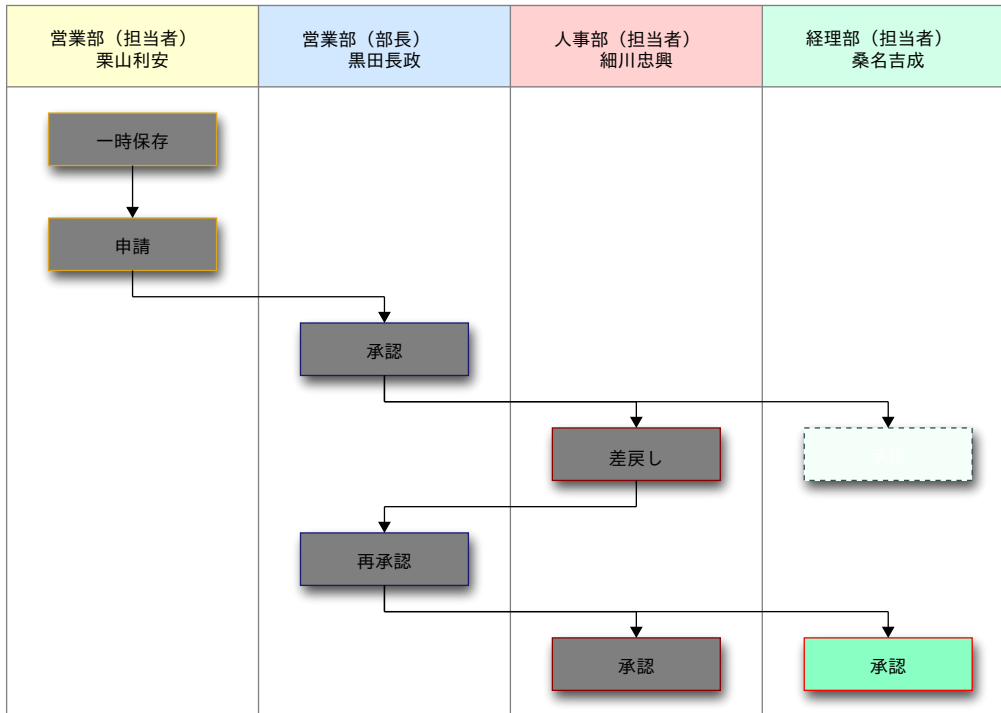 営業部（担当者）
栗山利安
営業部（部長）
黒田長政
人事部（担当者）
細川忠興
経理部（担当者）
桑名吉成
一時保存
申請
承認
差戻し
再承認
承認
承認